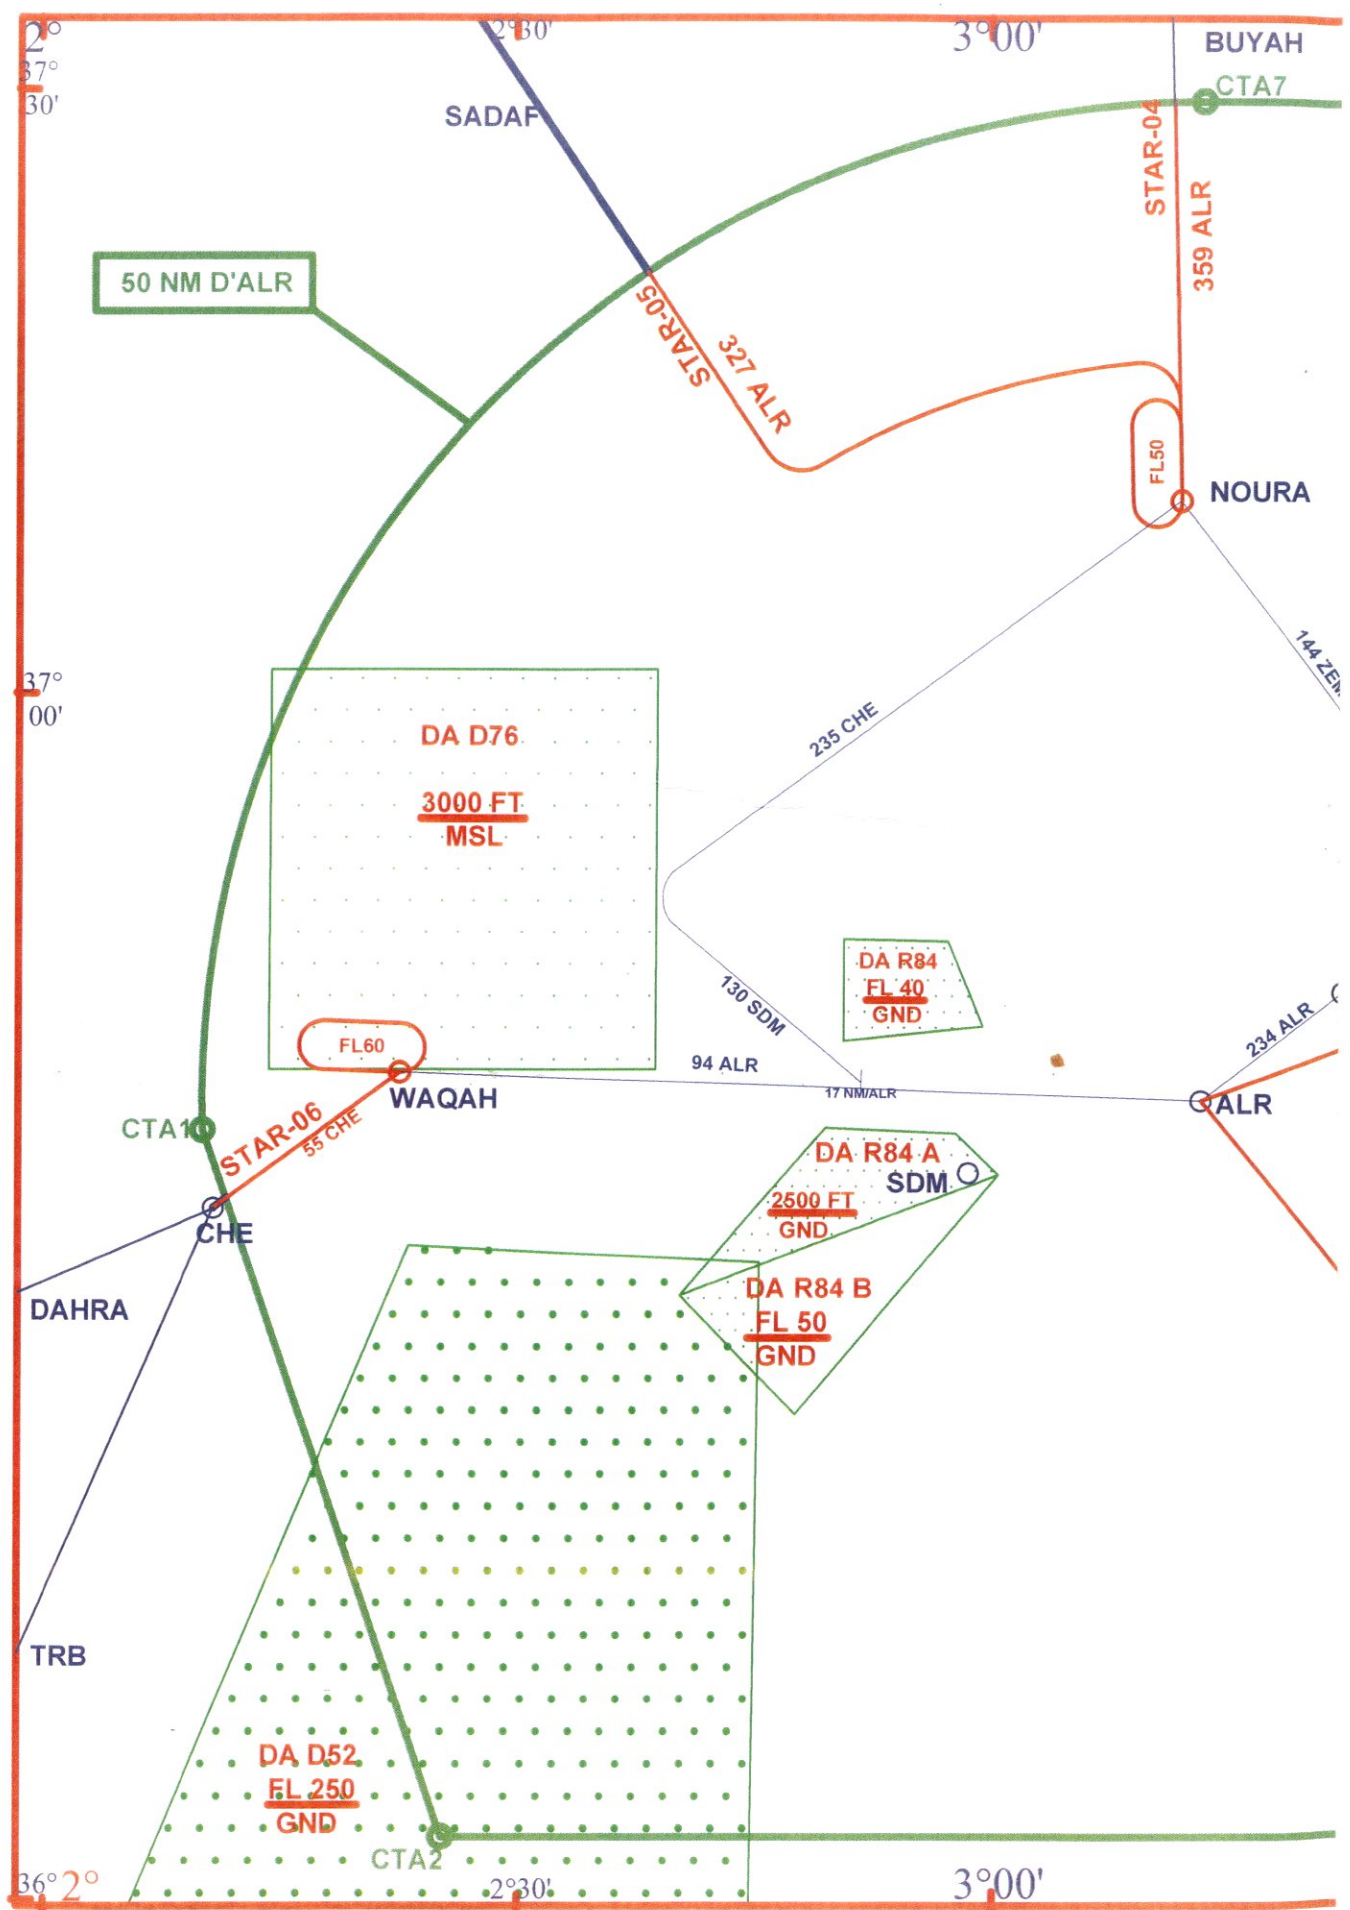 2°
2°30'
3°00'
BUYAH
37°
30'
CTA7
SADAF
STAR-04
359 ALR
50 NM D'ALR
STAR-05
327 ALR
FL50
NOURA
144 ZEM
37°
00'
235 CHE
DA D76
3000 FT
MSL
DA R84
FL 40
GND
130 SDM
234 ALR
FL60
94 ALR
17 NM/ALR
WAQAH
ALR
CTA1
STAR-06
55 CHE
DA R84 A
SDM
2500 FT
GND
CHE
DAHRA
DA R84 B
FL 50
GND
TRB
DA D52
FL 250
GND
CTA2
36° 2°
2°30'
3°00'